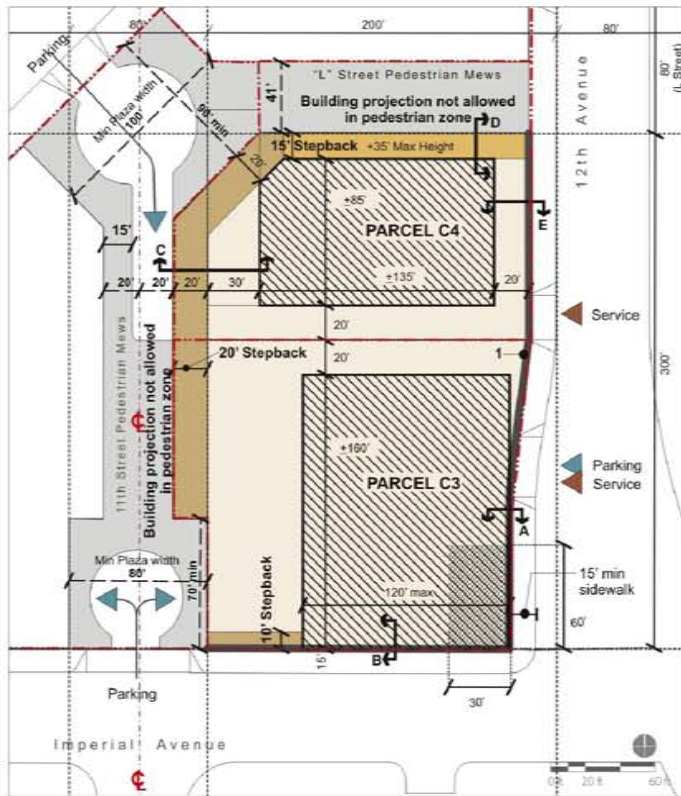 80'
200'
80'
80'
(L Street)
Parking
Min Plaza width
100'
90' min
41'
"L" Street Pedestrian Mews
Building projection not allowed
in pedestrian zone
12th Avenue
D
15' Stepback
+35' Max Height
20'
+85'
PARCEL C4
E
15'
C
+135'
20'
20'
20'
30'
20'
Service
20'
11th Street Pedestrian Mews
Building projection not allowed
in pedestrian zone
20' Stepback
20'
1
300'
+160'
Parking
Service
PARCEL C3
A
Min Plaza width
80'
70' min
15' min
sidewalk
120' max
10' Stepback
60'
B
15'
30'
Parking
Imperial Avenue
0 ft
20 ft
60 ft